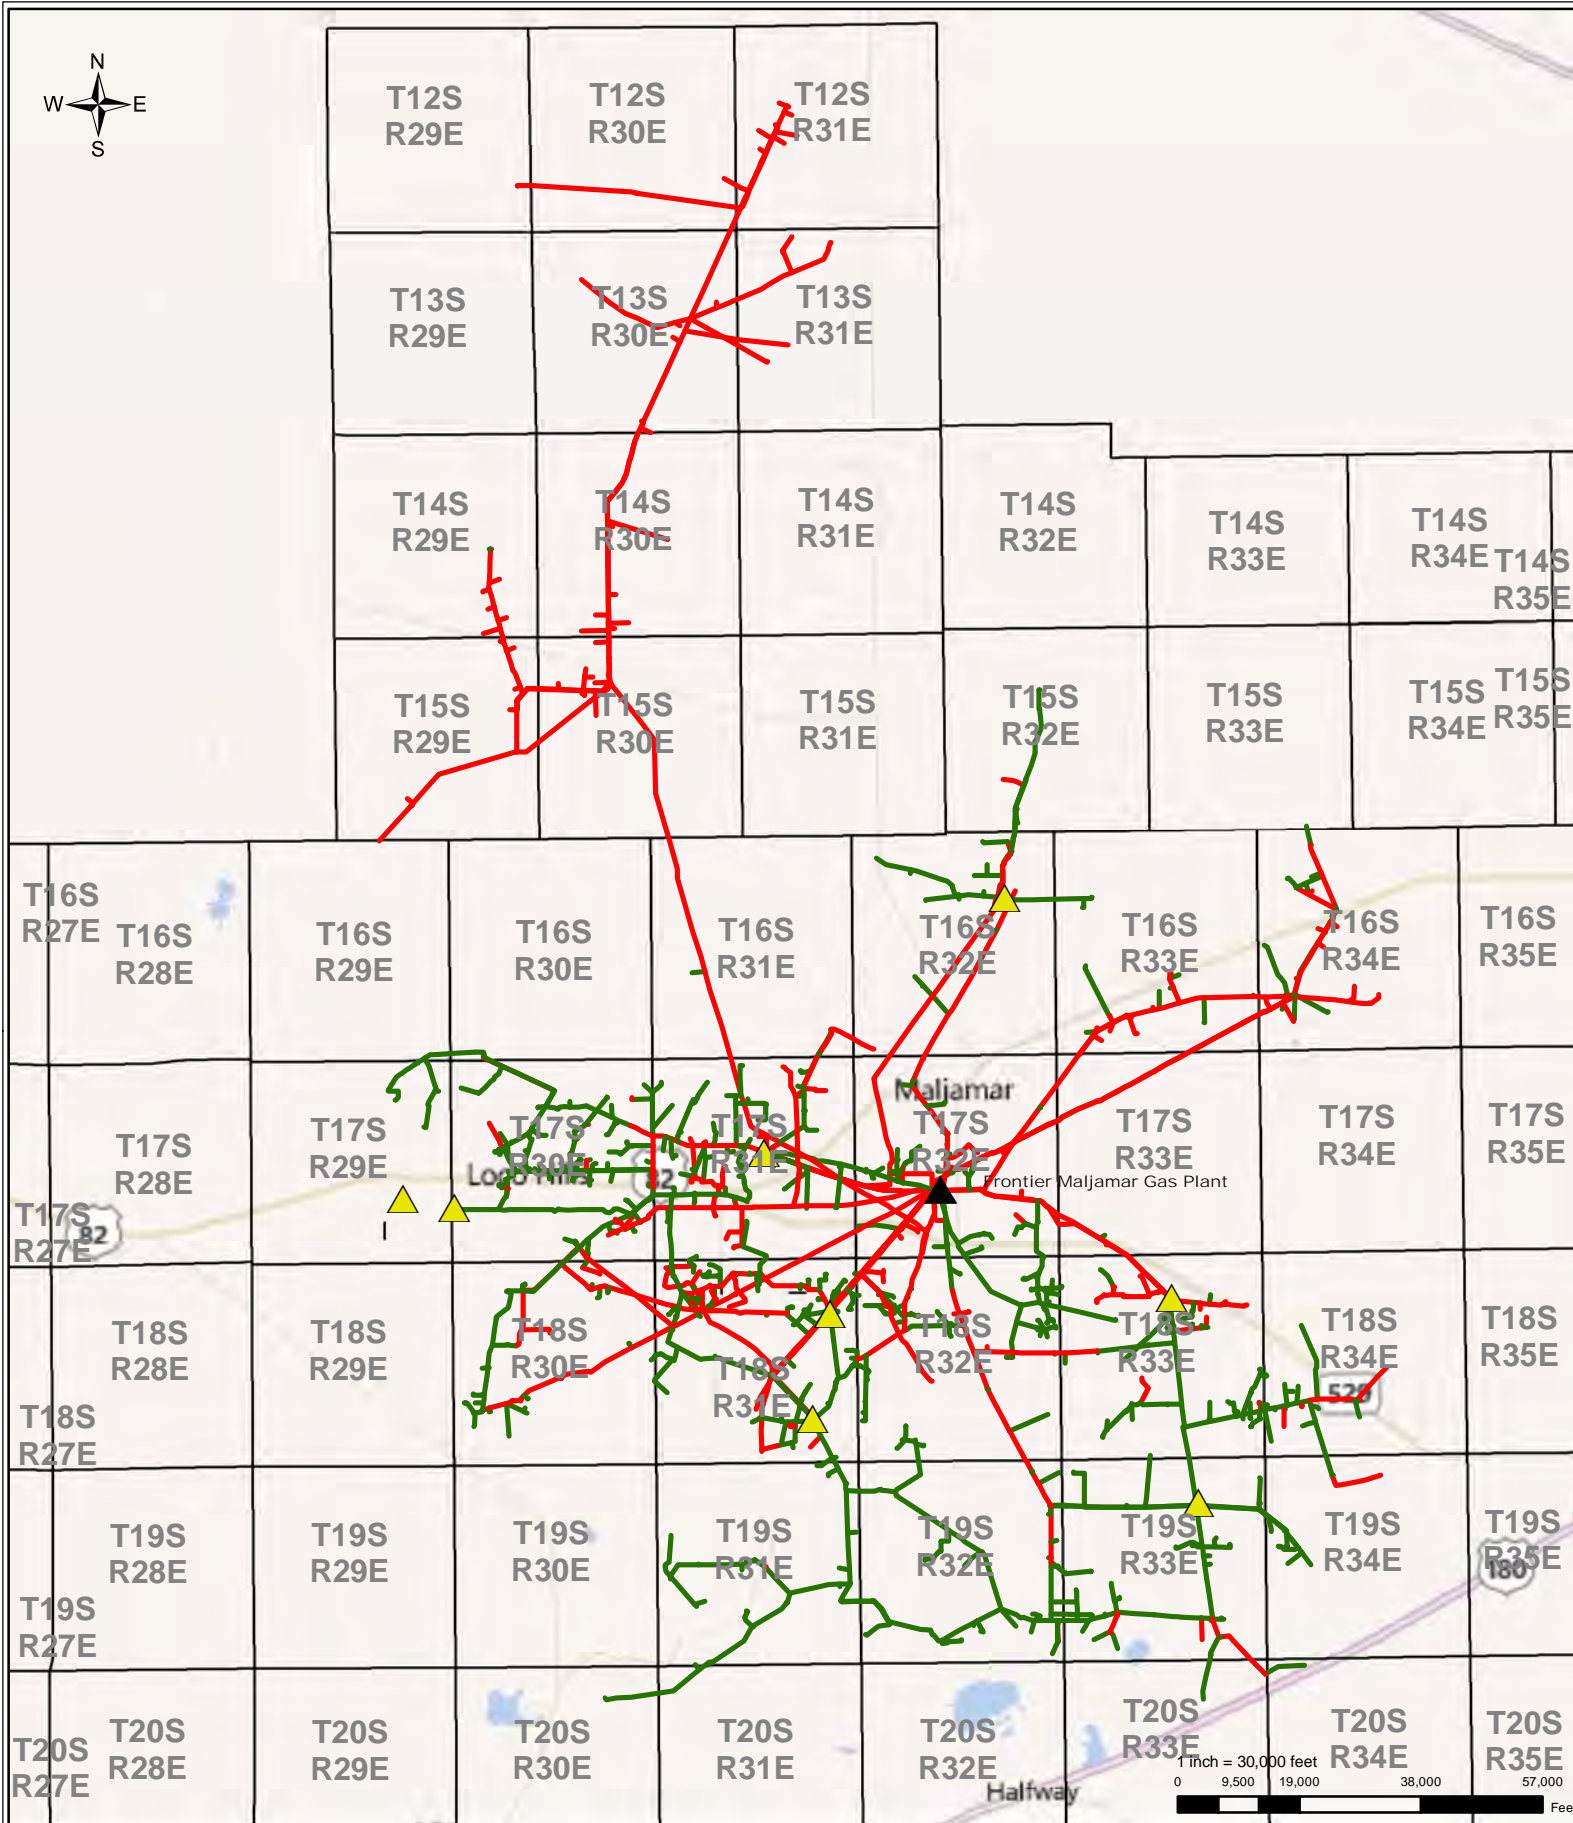 N
W E
S
T12S
R29E
T12S
R30E
T12S
R31E
T13S
R29E
T13S
R30E
T13S
R31E
T14S
R29E
T14S
R30E
T14S
R31E
T14S
R32E
T14S
R33E
T14S
R34E
T14S
R35E
T15S
R29E
T15S
R30E
T15S
R31E
T15S
R32E
T15S
R33E
T15S
R34E
T15S
R35E
T16S
R27E
T16S
R28E
T16S
R29E
T16S
R30E
T16S
R31E
T16S
R32E
T16S
R33E
T16S
R34E
T16S
R35E
Maljamar
T17S
R28E
T17S
R29E
T17S
R30E
Loco Hills
82
T17S
R31E
T17S
R32E
Frontier Maljamar Gas Plant
T17S
R33E
T17S
R34E
T17S
R35E
T17S
R27E
82
T18S
R28E
T18S
R29E
T18S
R30E
T18S
R31E
T18S
R32E
T18S
R33E
T18S
R34E
529
T18S
R35E
T18S
R27E
T19S
R28E
T19S
R29E
T19S
R30E
T19S
R31E
T19S
R32E
T19S
R33E
T19S
R34E
T19S
R35E
180
T19S
R27E
T20S
R27E
T20S
R28E
T20S
R29E
T20S
R30E
T20S
R31E
T20S
R32E
T20S
R33E
T20S
R34E
T20S
R35E
Halfway
1 inch = 30,000 feet
0 9,500 19,000 38,000 57,000
Fee